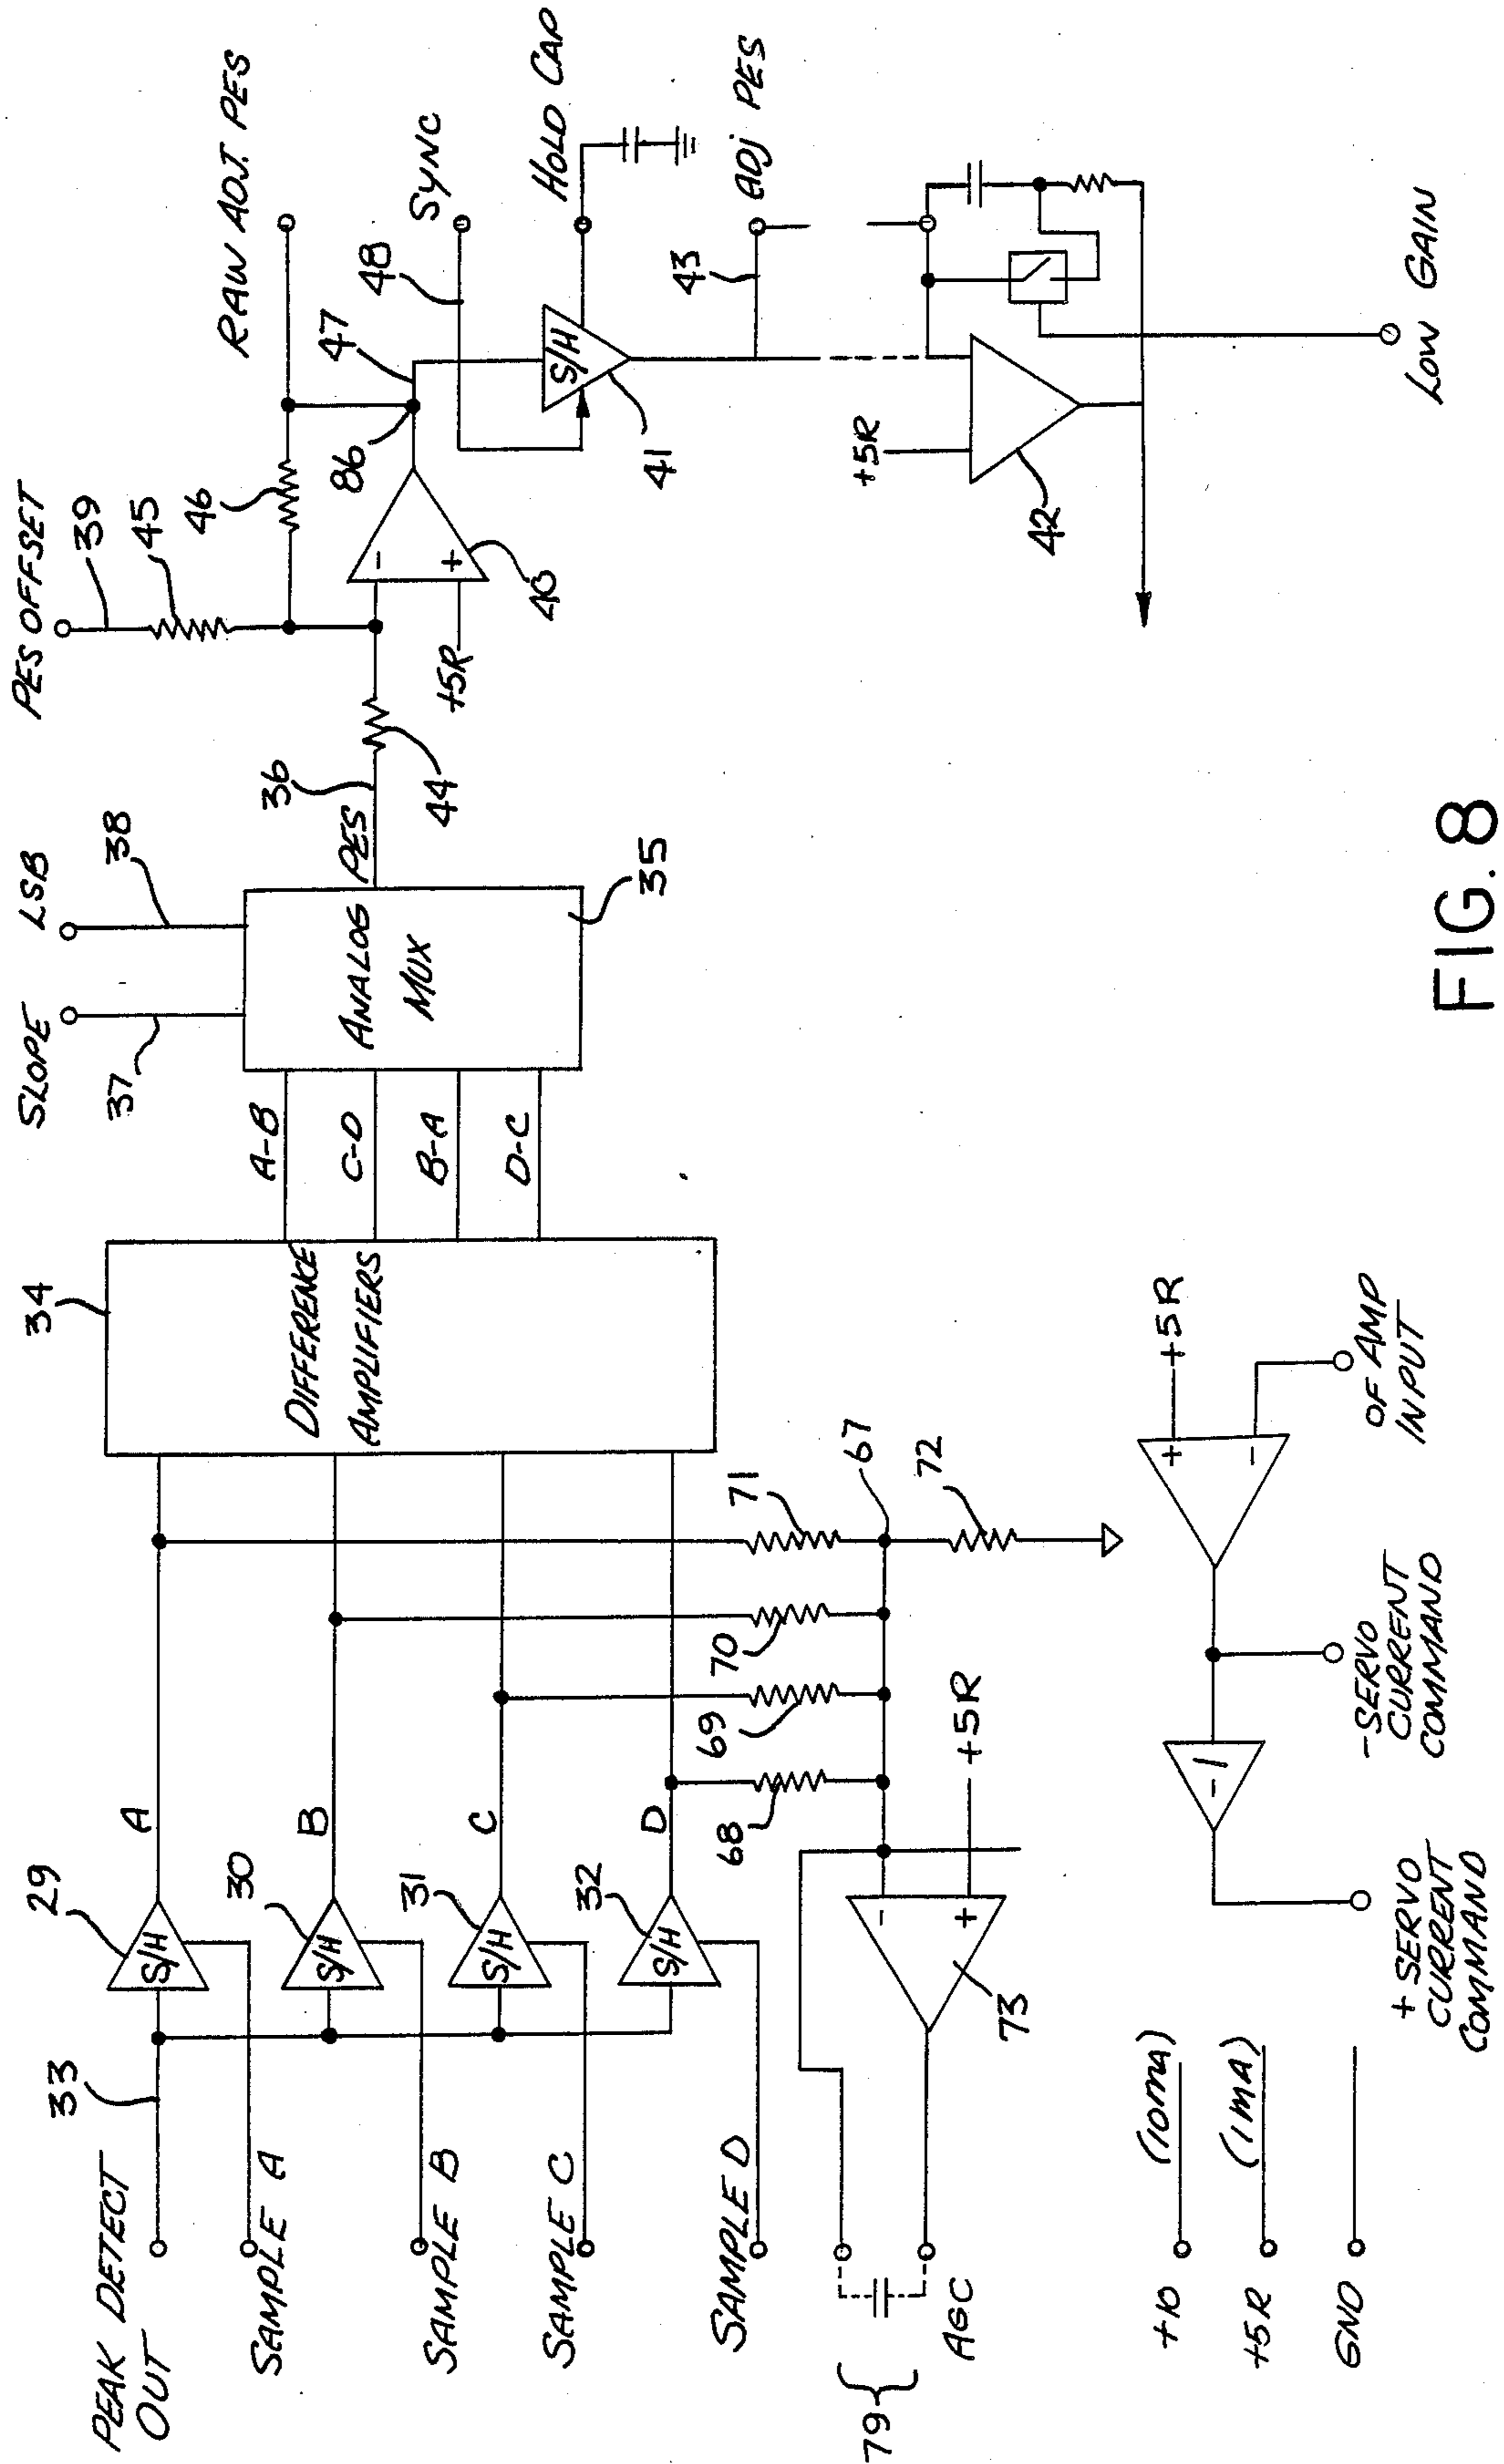 PEAK DETECT
OUT
33
SAMPLE A
SAMPLE B
SAMPLE C
SAMPLE D
29
S/H
A
30
S/H
B
31
S/H
C
32
S/H
D
34
DIFFERENCE
AMPLIFIERS
A-B
C-D
B-A
D-C
SLOPE
37
LSB
38
ANALOG
MUX
35
PES
36
44
PES OFFSET
39
45
46
-
+
+5R
40
86
47
RAW ADJ. PES
48
SYNC
S/H
41
HOLD CAP
43
ADJ PES
+5R
42
LOW GAIN
68
69
70
71
67
72
-
+
+5R
73
79
AGC
+10
(10MA)
+5R
(1MA)
GND
+5R
+
-
OF AMP
INPUT
-1
-SERVO
CURRENT
COMMAND
+ SERVO
CURRENT
COMMAND
FIG. 8